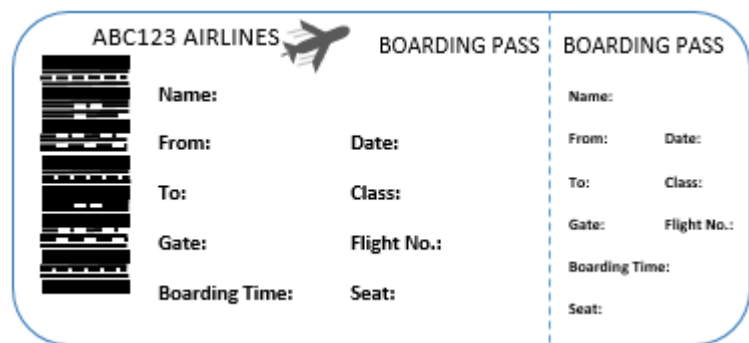 ABC123 AIRLINES BOARDING PASS
Name:
From: Date:
To: Class:
Gate: Flight No.:
Boarding Time: Seat:
BOARDING PASS
Name:
From: Date:
To: Class:
Gate: Flight No.:
Boarding Time:
Seat: